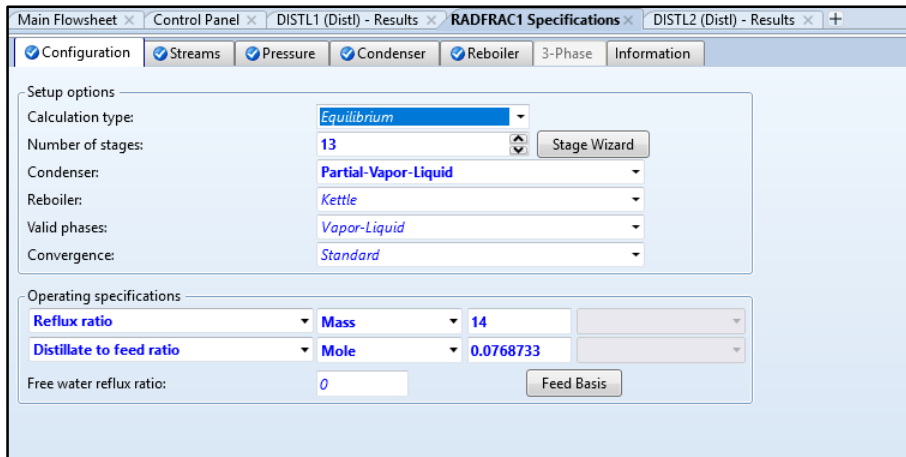 Main Flowsheet × Control Panel × DISTL1 (Distl) - Results × RADFRAC1 Specifications × DISTL2 (Distl) - Results × +
Configuration Streams Pressure Condenser Reboiler 3-Phase Information
Setup options
Calculation type: Equilibrium
Number of stages: 13 Stage Wizard
Condenser: Partial-Vapor-Liquid
Reboiler: Kettle
Valid phases: Vapor-Liquid
Convergence: Standard
Operating specifications
Reflux ratio Mass 14
Distillate to feed ratio Mole 0.0768733
Free water reflux ratio: 0 Feed Basis